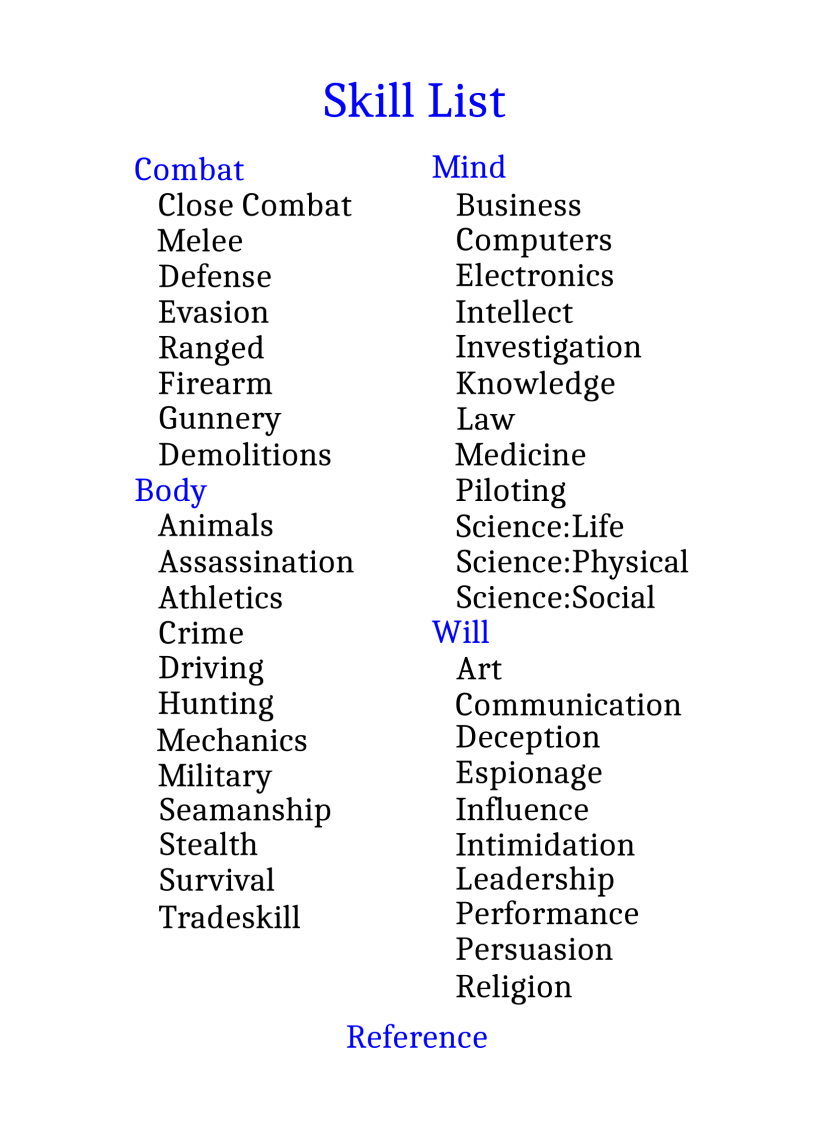 Skill List
Combat
Close Combat
Melee
Defense
Evasion
Ranged
Firearm
Gunnery
Demolitions
Body
Animals
Assassination
Athletics
Crime
Driving
Hunting
Mechanics
Military
Seamanship
Stealth
Survival
Tradeskill
Mind
Business
Computers
Electronics
Intellect
Investigation
Knowledge
Law
Medicine
Piloting
Science:Life
Science:Physical
Science:Social
Will
Art
Communication
Deception
Espionage
Influence
Intimidation
Leadership
Performance
Persuasion
Religion
Reference